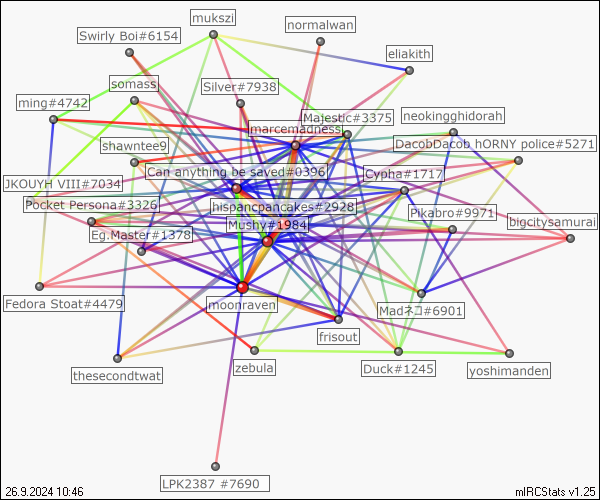 mukszi
normalwan
Swirly Boi#6154
eliakith
somass
Silver#7938
ming#4742
Majestic#3375
neokingghidorah
marcemadness
shawntee9
DacobDacob hORNY police#5271
Can anything be saved#0396
Cypha#1717
JKOUYH VIII#7034
Pocket Persona#3326
hispancpancakes#2928
Pikabro#9971
Mushy#1984
bigcitysamurai
Eg.Master#1378
Fedora Stoat#4479
moonraven
Madネコ#6901
frisout
zebula
Duck#1245
yoshimanden
thesecondtwat
LPK2387 #7690
26.9.2024 10:46
mIRCStats v1.25